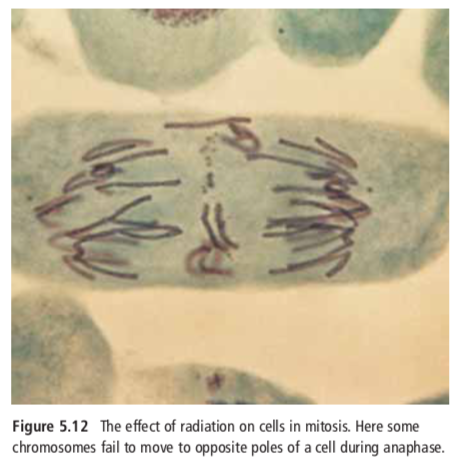 Figure 5.12 The effect of radiation on cells in mitosis. Here some
chromosomes fail to move to opposite poles of a cell during anaphase.